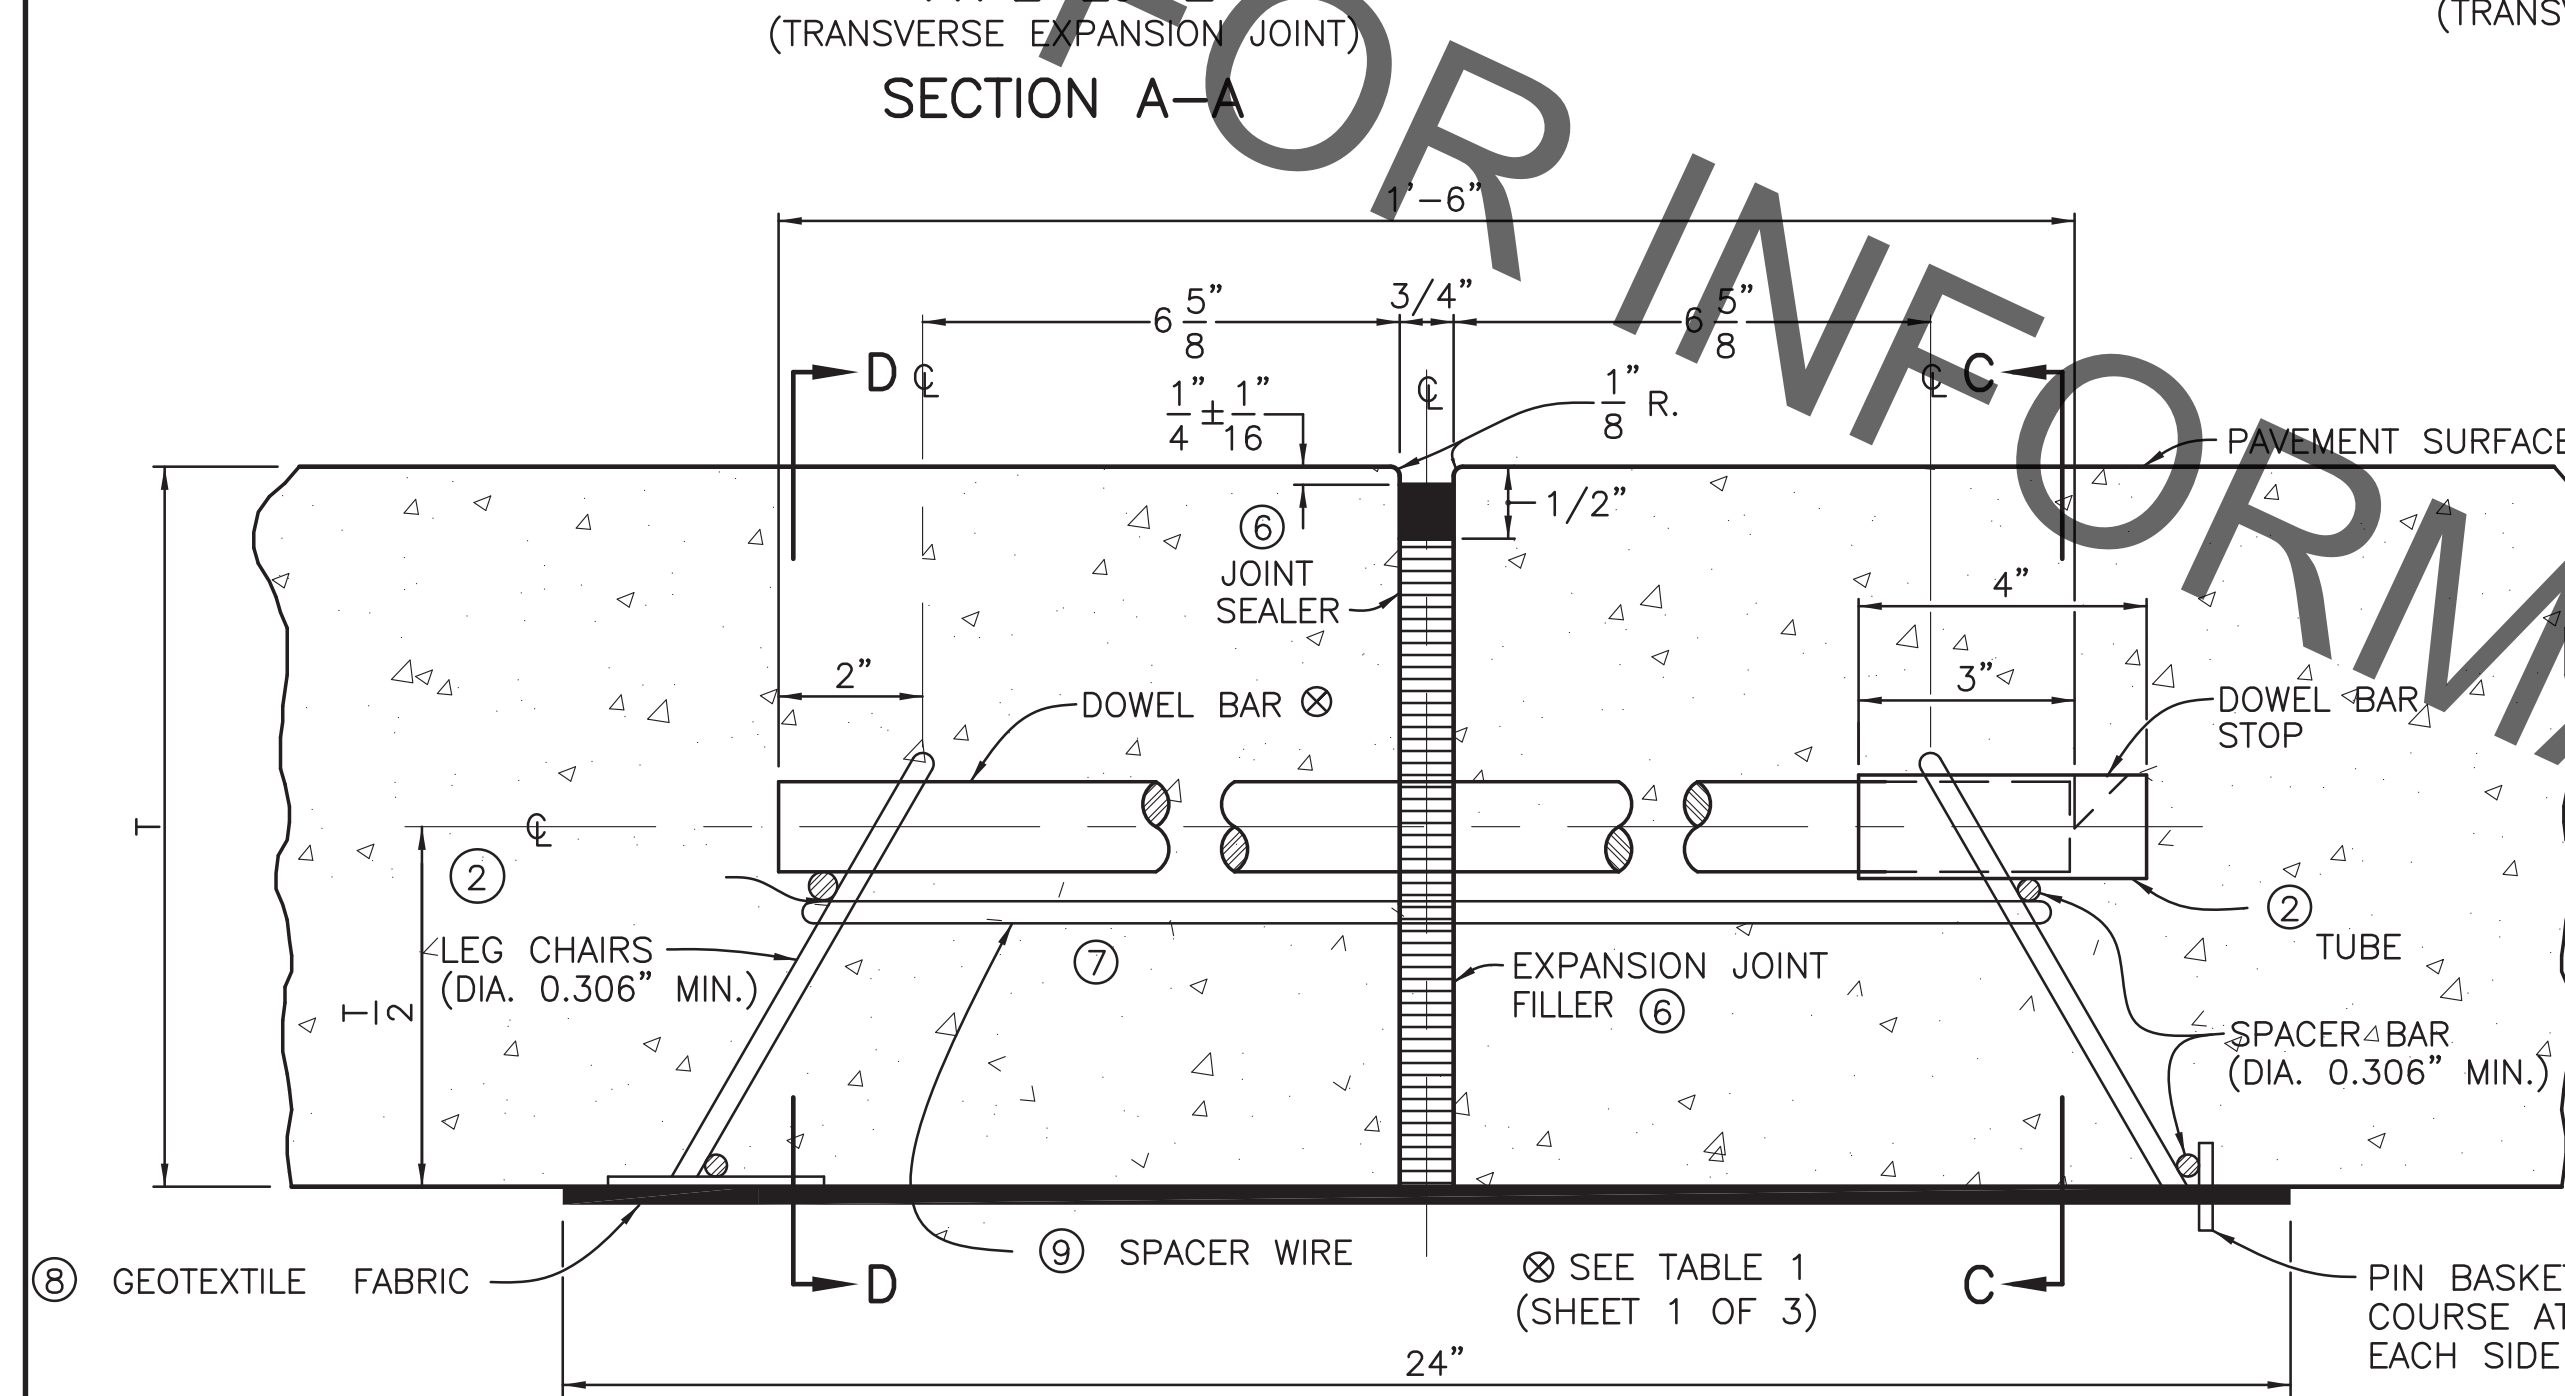 (TRANSVERSE EXPANSION JOINT)
(TRANSV
SECTION A-A
FOR INFORMA
1'-6"
6 5/8"
3/4"
6 5/8"
D ℄
1/4" ± 1/16"
℄
1/8" R.
℄ C
PAVEMENT SURFACE
1/2"
⑥
JOINT
SEALER
4"
2"
3"
DOWEL BAR ⊗
DOWEL BAR
STOP
T
℄
②
②
TUBE
LEG CHAIRS
(DIA. 0.306" MIN.)
⑦
EXPANSION JOINT
FILLER ⑥
T/2
SPACER BAR
(DIA. 0.306" MIN.)
⑧ GEOTEXTILE FABRIC
D
⑨ SPACER WIRE
⊗ SEE TABLE 1
(SHEET 1 OF 3)
C
PIN BASKE
COURSE AT
EACH SIDE
24"